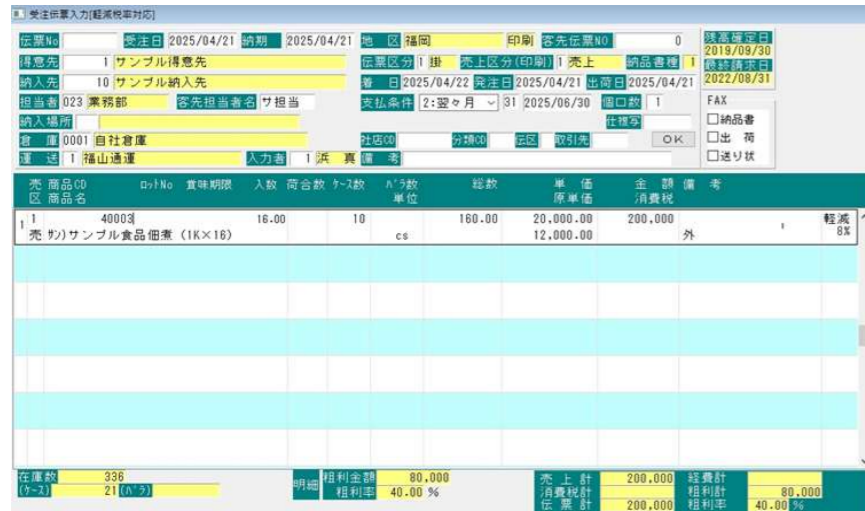 受注伝票入力[軽減税率対応]
伝票No 受注日 2025/04/21 納期 2025/04/21 地 区 福岡 印刷 客先伝票NO 0 残高確定日
2019/09/30
得意先 1 サンプル得意先 伝票区分 1 掛 売上区分(印刷) 1 売上 納品書種 1 最終請求日
2022/08/31
納入先 10 サンプル納入先 着 日 2025/04/22 発注日 2025/04/21 出荷日 2025/04/21
担当者 023 業務部 客先担当者名 サ担当 支払条件 2:翌々月 31 2025/06/30 個口数 1 FAX
納入場所 仕複写 納品書
倉 庫 0001 自社倉庫 社店CD 分類CD 伝区 取引先 OK 出 荷
運 送 1 福山通運 入力者 1 浜 真 備 考 送り状
売 商品CD ロットNo 賞味期限 入数 荷合数 ケース数 バラ数 総数 単 価 金 額 備 考
区 商品名 単位 原単価 消費税
1 1 40003 16.00 10 160.00 20,000.00 200,000 軽減
売 サン)サンプル食品佃煮 (1K×16) cs 12,000.00 外 8%
在庫数 336 明細 粗利金額 80,000 売 上 計 200,000 経費計
(ケース) 21 (バラ) 粗利率 40.00 % 消費税計 粗利計 80,000
伝 票 計 200,000 粗利率 40.00 %